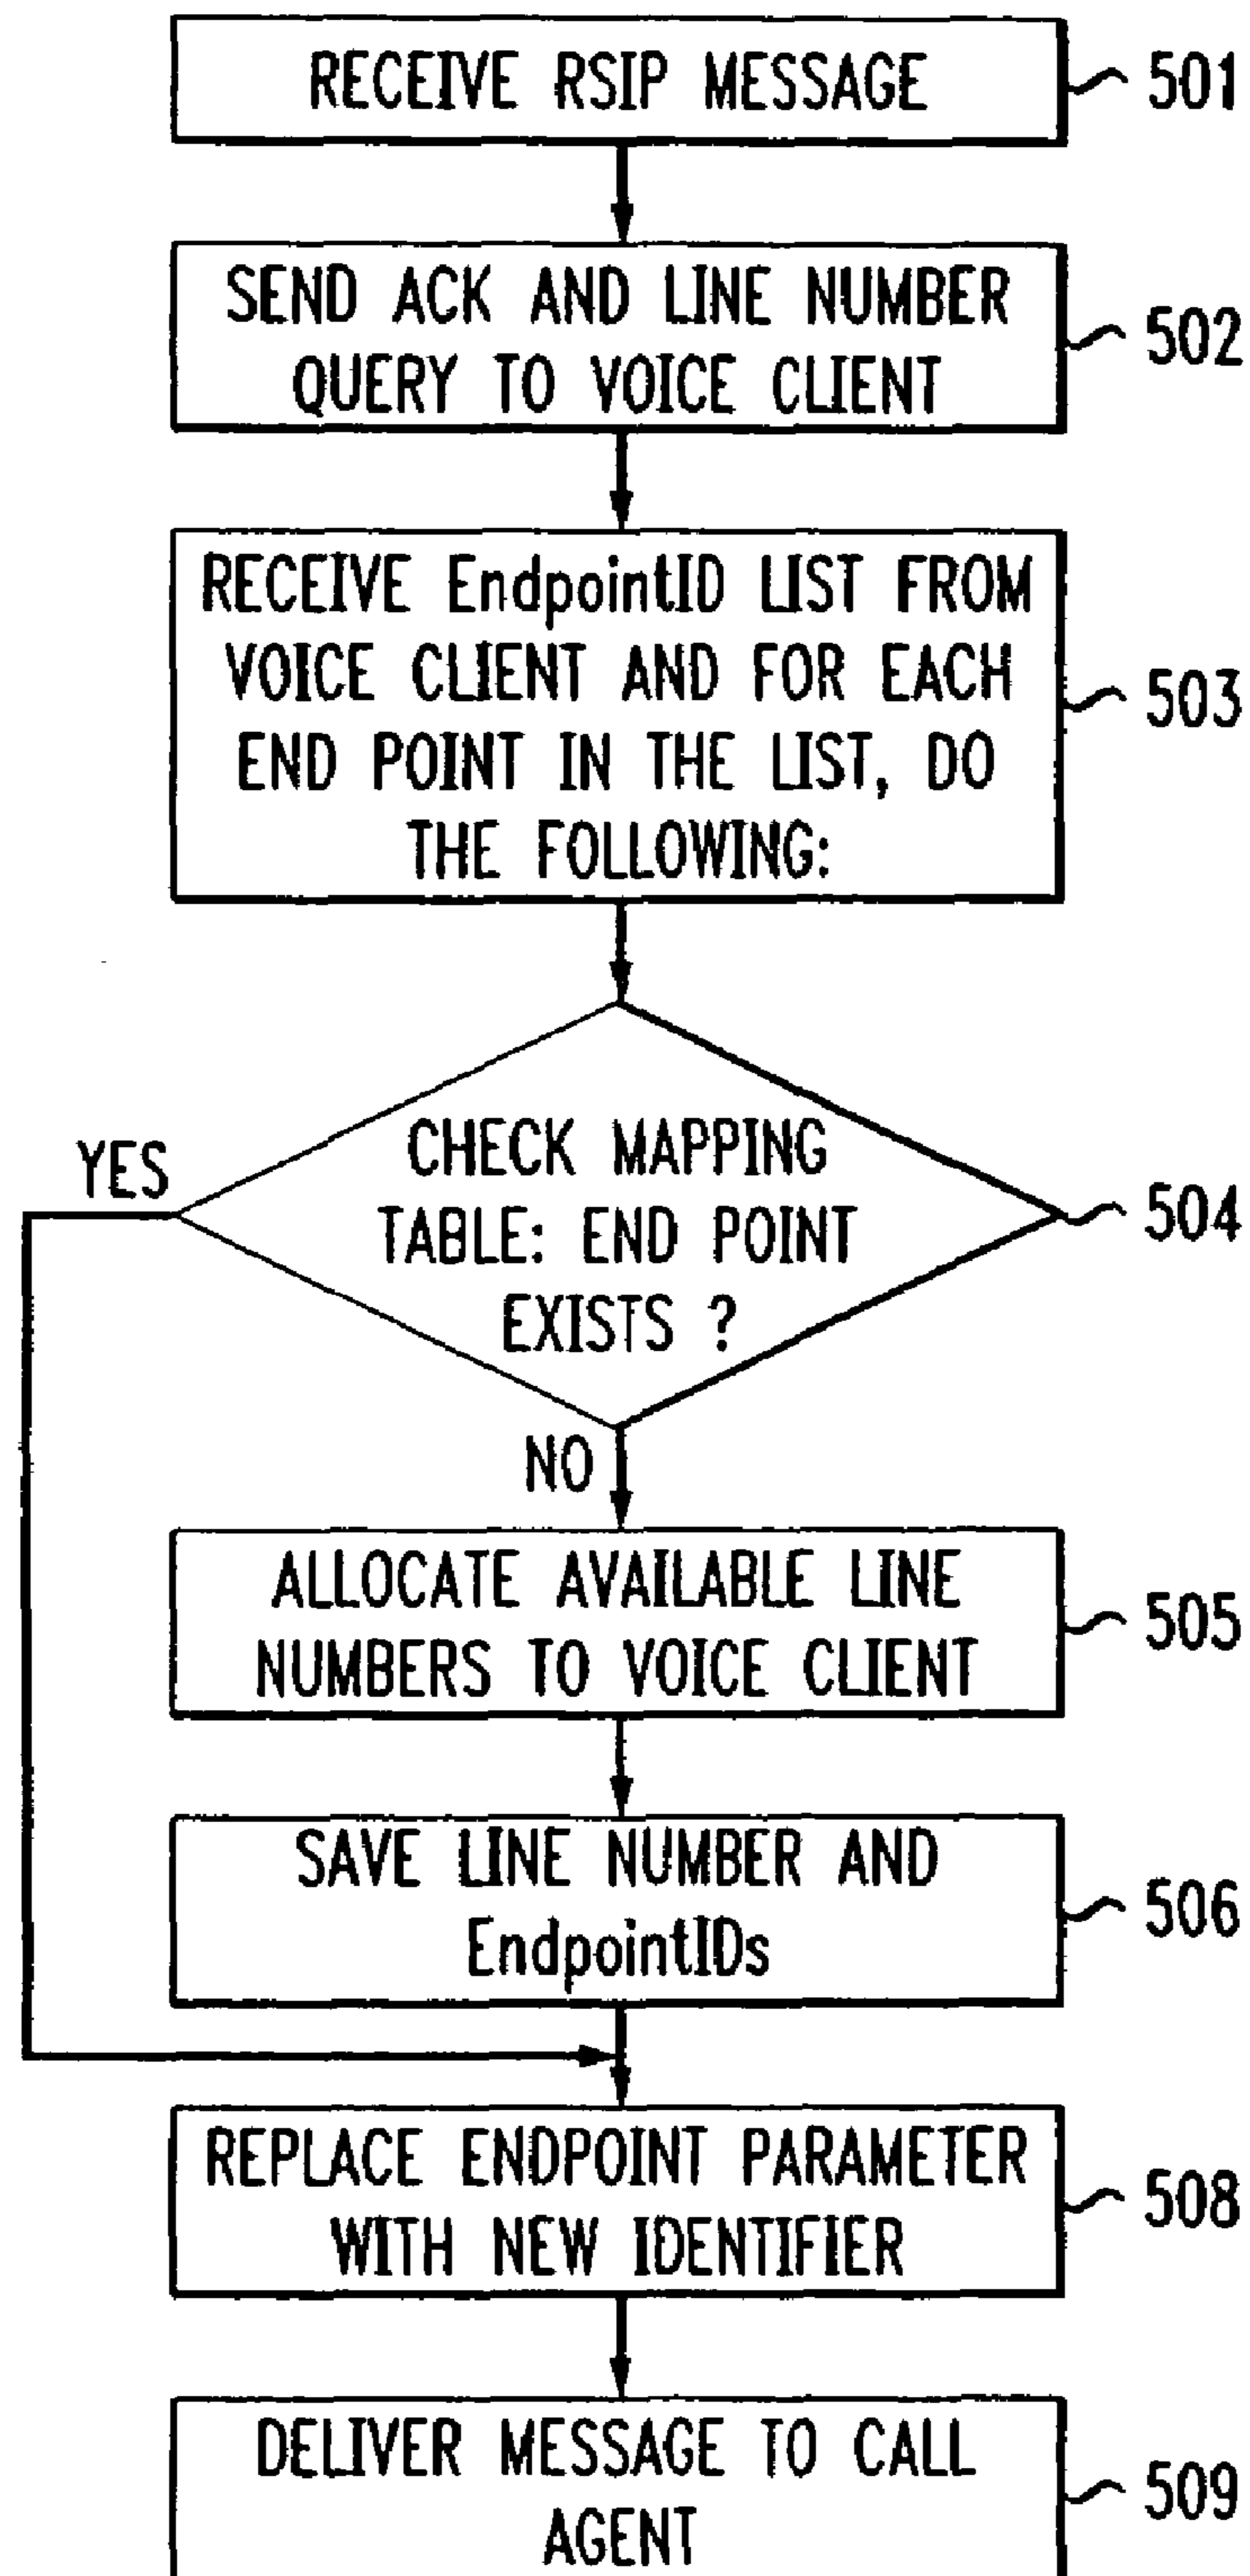 RECEIVE RSIP MESSAGE
501
SEND ACK AND LINE NUMBER
QUERY TO VOICE CLIENT
502
RECEIVE EndpointID LIST FROM
VOICE CLIENT AND FOR EACH
END POINT IN THE LIST, DO
THE FOLLOWING:
503
YES
CHECK MAPPING
TABLE: END POINT
EXISTS ?
504
NO
ALLOCATE AVAILABLE LINE
NUMBERS TO VOICE CLIENT
505
SAVE LINE NUMBER AND
EndpointIDs
506
REPLACE ENDPOINT PARAMETER
WITH NEW IDENTIFIER
508
DELIVER MESSAGE TO CALL
AGENT
509